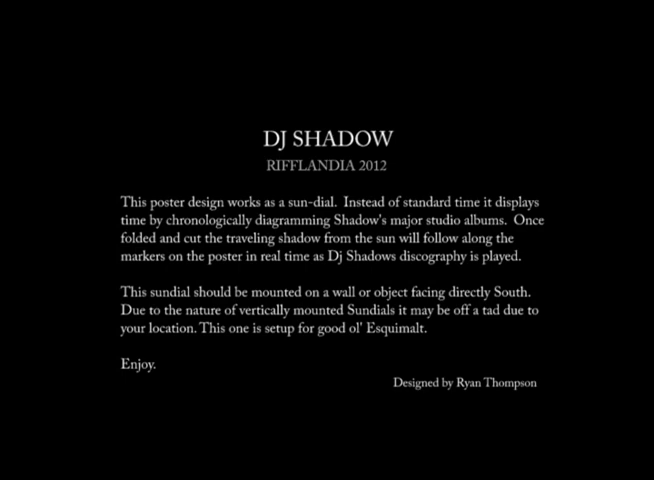 DJ SHADOW
RIFFLANDIA 2012
This poster design works as a sun-dial.  Instead of standard time it displays
time by chronologically diagramming Shadow's major studio albums.  Once
folded and cut the traveling shadow from the sun will follow along the
markers on the poster in real time as Dj Shadows discography is played.
This sundial should be mounted on a wall or object facing directly South.
Due to the nature of vertically mounted Sundials it may be off a tad due to
your location. This one is setup for good ol' Esquimalt.
Enjoy.
Designed by Ryan Thompson